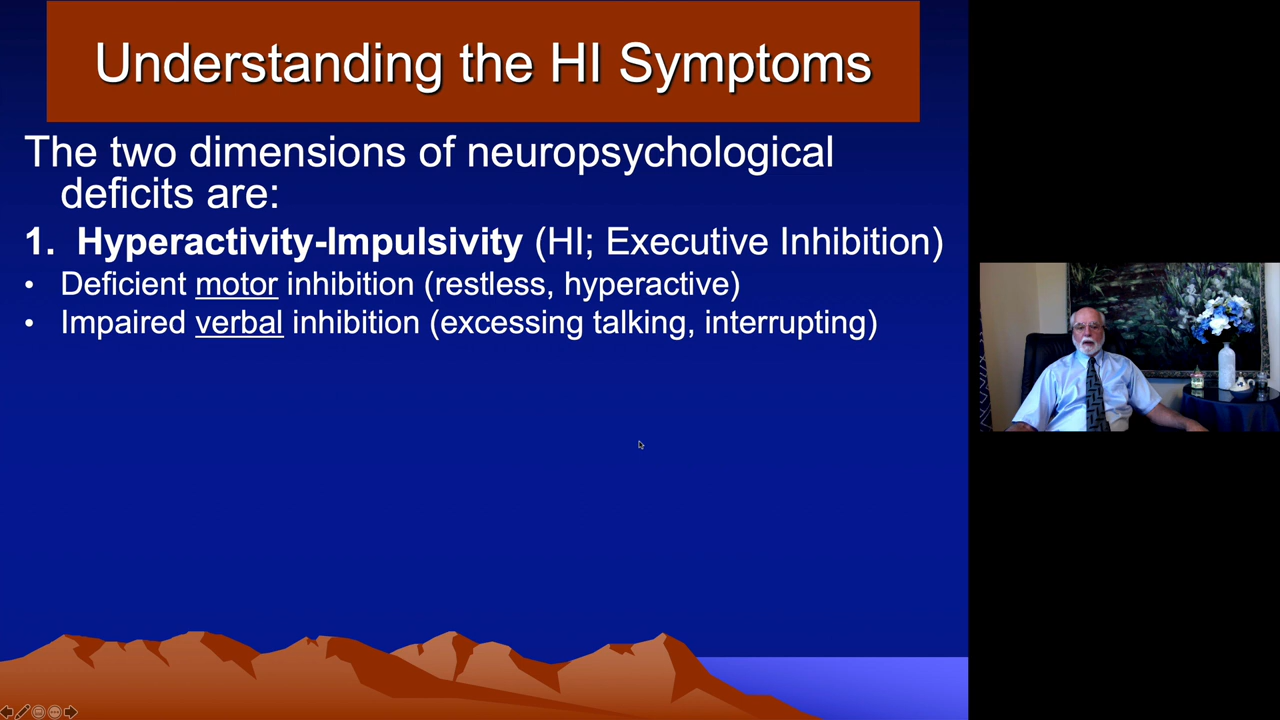 Understanding the HI Symptoms
The two dimensions of neuropsychological
deficits are:
1. Hyperactivity-Impulsivity (HI; Executive Inhibition)
• Deficient motor inhibition (restless, hyperactive)
• Impaired verbal inhibition (excessing talking, interrupting)